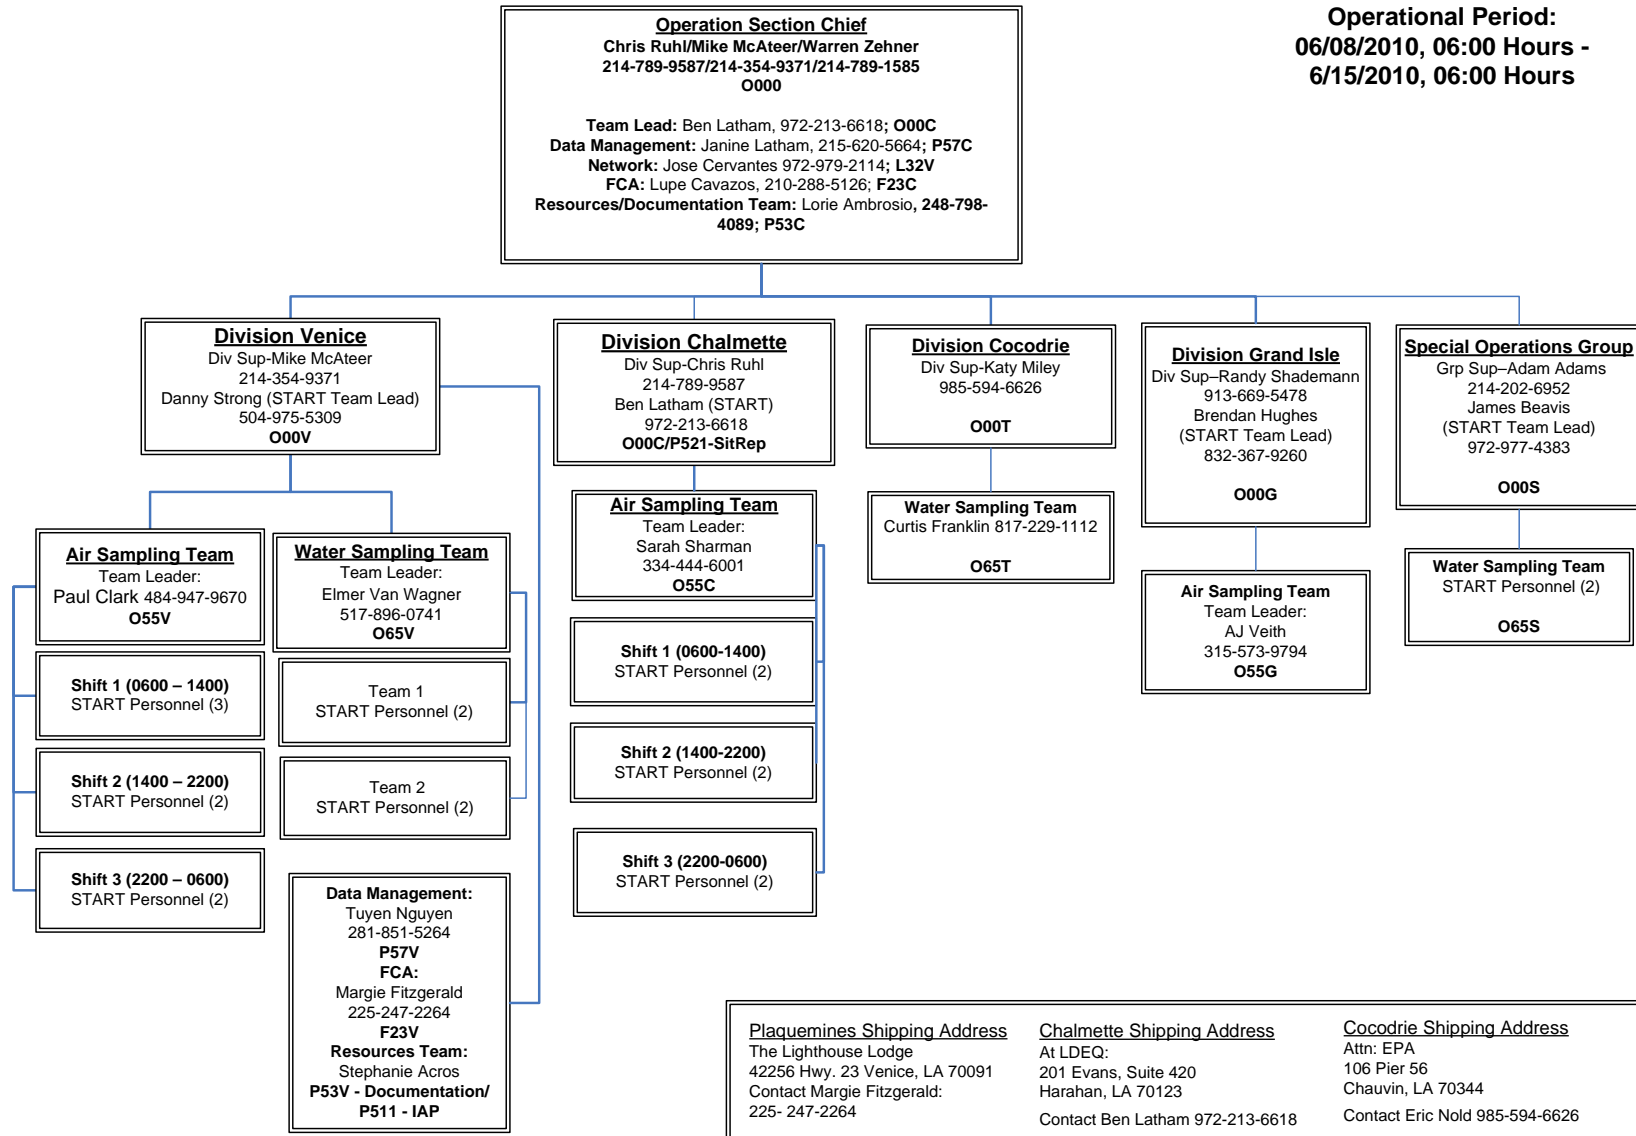 Operational Period:
06/08/2010, 06:00 Hours -
6/15/2010, 06:00 Hours
Operation Section Chief
Chris Ruhl/Mike McAteer/Warren Zehner
214-789-9587/214-354-9371/214-789-1585
O000
Team Lead: Ben Latham, 972-213-6618; O00C
Data Management: Janine Latham, 215-620-5664; P57C
Network: Jose Cervantes 972-979-2114; L32V
FCA: Lupe Cavazos, 210-288-5126; F23C
Resources/Documentation Team: Lorie Ambrosio, 248-798-
4089; P53C
Division Venice
Div Sup-Mike McAteer
214-354-9371
Danny Strong (START Team Lead)
504-975-5309
O00V
Division Chalmette
Div Sup-Chris Ruhl
214-789-9587
Ben Latham (START)
972-213-6618
O00C/P521-SitRep
Division Cocodrie
Div Sup-Katy Miley
985-594-6626
O00T
Division Grand Isle
Div Sup–Randy Shademann
913-669-5478
Brendan Hughes
(START Team Lead)
832-367-9260
O00G
Special Operations Group
Grp Sup–Adam Adams
214-202-6952
James Beavis
(START Team Lead)
972-977-4383
O00S
Air Sampling Team
Team Leader:
Paul Clark 484-947-9670
O55V
Shift 1 (0600 – 1400)
START Personnel (3)
Shift 2 (1400 – 2200)
START Personnel (2)
Shift 3 (2200 – 0600)
START Personnel (2)
Water Sampling Team
Team Leader:
Elmer Van Wagner
517-896-0741
O65V
Team 1
START Personnel (2)
Team 2
START Personnel (2)
Data Management:
Tuyen Nguyen
281-851-5264
P57V
FCA:
Margie Fitzgerald
225-247-2264
F23V
Resources Team:
Stephanie Acros
P53V - Documentation/
P511 - IAP
Air Sampling Team
Team Leader:
Sarah Sharman
334-444-6001
O55C
Shift 1 (0600-1400)
START Personnel (2)
Shift 2 (1400-2200)
START Personnel (2)
Shift 3 (2200-0600)
START Personnel (2)
Water Sampling Team
Curtis Franklin 817-229-1112
O65T
Air Sampling Team
Team Leader:
AJ Veith
315-573-9794
O55G
Water Sampling Team
START Personnel (2)
O65S
Plaquemines Shipping Address
The Lighthouse Lodge
42256 Hwy. 23 Venice, LA 70091
Contact Margie Fitzgerald:
225- 247-2264
Chalmette Shipping Address
At LDEQ:
201 Evans, Suite 420
Harahan, LA 70123
Contact Ben Latham 972-213-6618
Cocodrie Shipping Address
Attn: EPA
106 Pier 56
Chauvin, LA 70344
Contact Eric Nold 985-594-6626